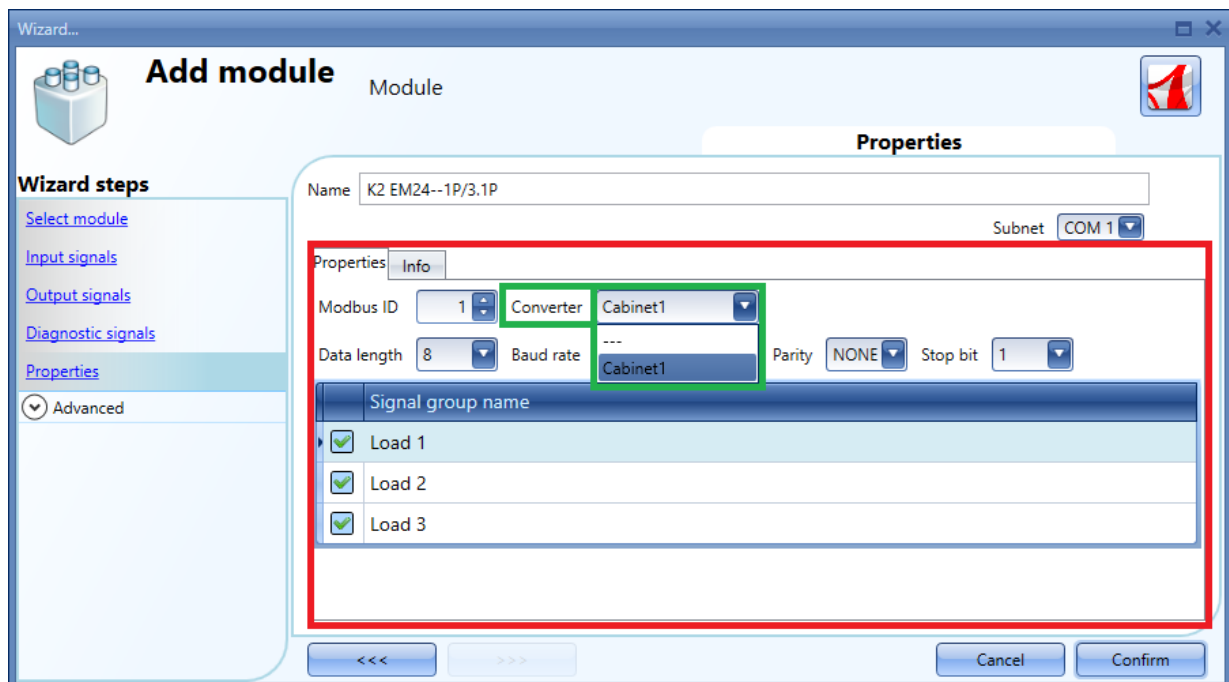 Wizard...
Add module
Module
Properties
Wizard steps
Select module
Input signals
Output signals
Diagnostic signals
Properties
Advanced
Name K2 EM24--1P/3.1P
Subnet COM 1
Properties Info
Modbus ID 1 Converter Cabinet1
---
Cabinet1
Data length 8 Baud rate Parity NONE Stop bit 1
Signal group name
Load 1
Load 2
Load 3
<<< >>> Cancel Confirm